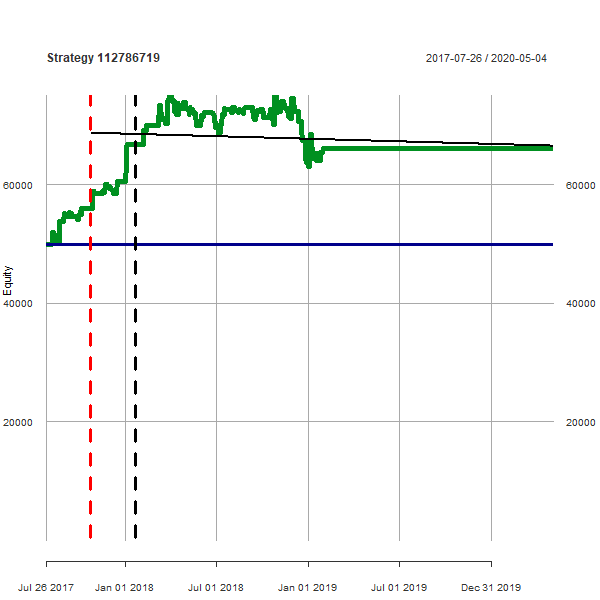 Strategy 112786719
2017-07-26 / 2020-05-04
60000
60000
Equity
40000
40000
20000
20000
Jul 26 2017
Jan 01 2018
Jul 01 2018
Jan 01 2019
Jul 01 2019
Dec 31 2019